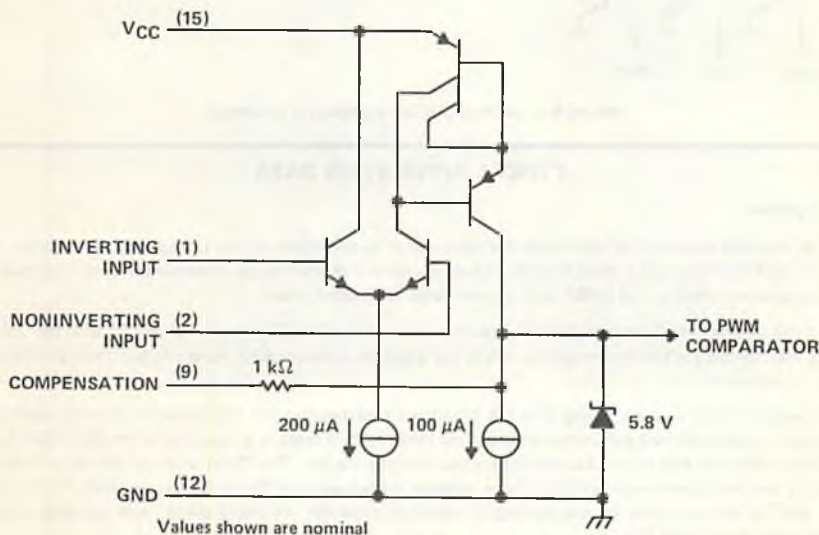 VCC (15)
INVERTING (1)
INPUT
NONINVERTING (2)
INPUT
TO PWM
COMPARATOR
COMPENSATION (9) 1 kΩ
200 μA 100 μA 5.8 V
GND (12)
Values shown are nominal